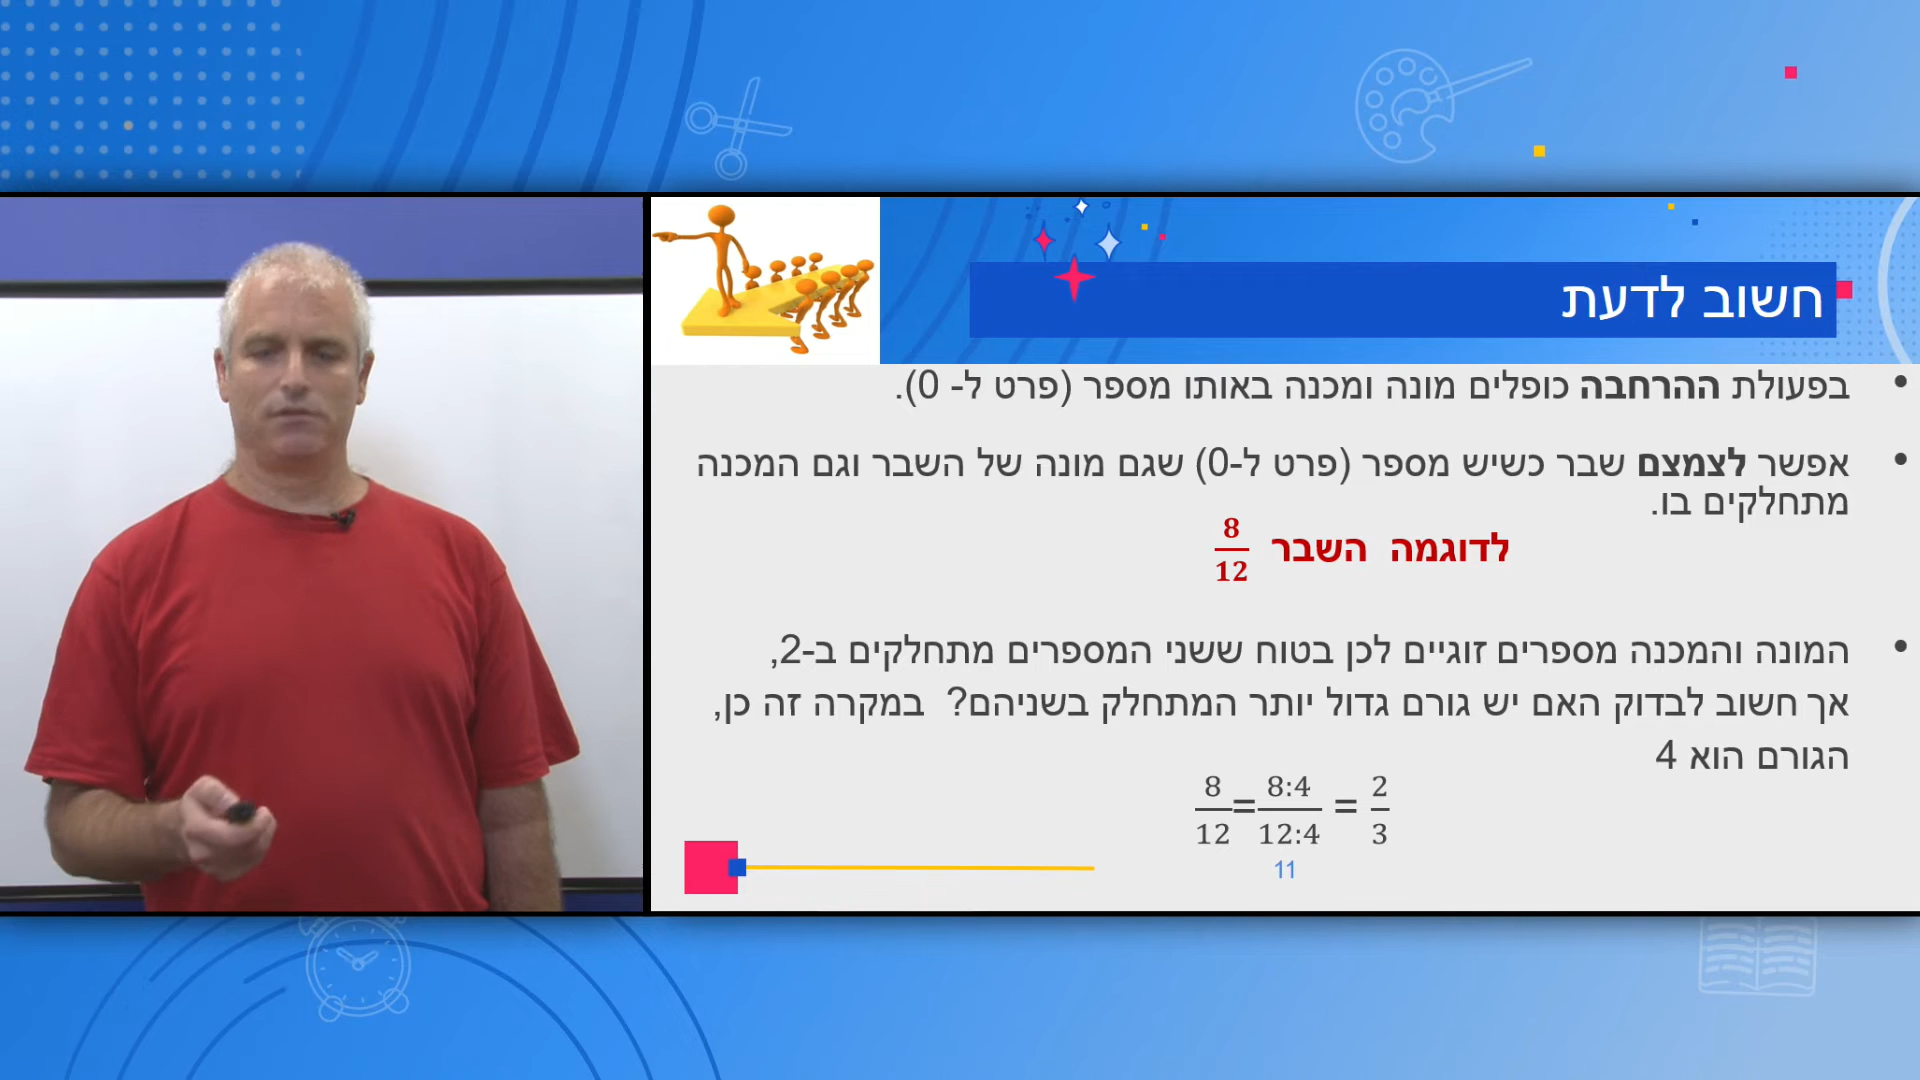 חשוב לדעת
בפעולת ההרחבה כופלים מונה ומכנה באותו מספר (פרט ל- 0).
אפשר לצמצם שבר כשיש מספר (פרט ל-0) שגם מונה של השבר וגם המכנה
מתחלקים בו.
לדוגמה השבר 8/12
המונה והמכנה מספרים זוגיים לכן בטוח ששני המספרים מתחלקים ב-2,
אך חשוב לבדוק האם יש גורם גדול יותר המתחלק בשניהם? במקרה זה כן,
הגורם הוא 4
8/12 = 8:4/12:4 = 2/3
11